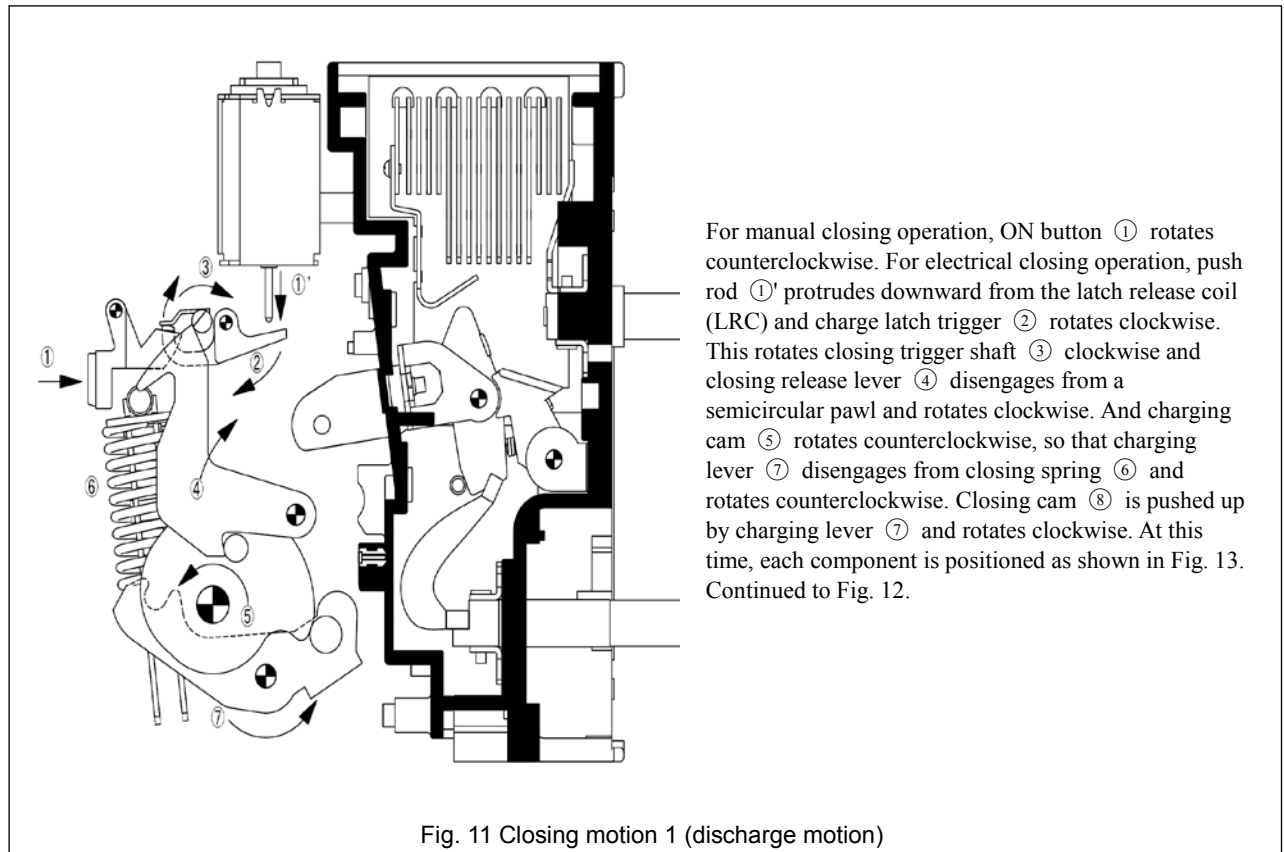 ①
③
①'
②
④
⑥
⑤
⑦
For manual closing operation, ON button ① rotates
counterclockwise. For electrical closing operation, push
rod ①' protrudes downward from the latch release coil
(LRC) and charge latch trigger ② rotates clockwise.
This rotates closing trigger shaft ③ clockwise and
closing release lever ④ disengages from a
semicircular pawl and rotates clockwise. And charging
cam ⑤ rotates counterclockwise, so that charging
lever ⑦ disengages from closing spring ⑥ and
rotates counterclockwise. Closing cam ⑧ is pushed up
by charging lever ⑦ and rotates clockwise. At this
time, each component is positioned as shown in Fig. 13.
Continued to Fig. 12.
Fig. 11 Closing motion 1 (discharge motion)